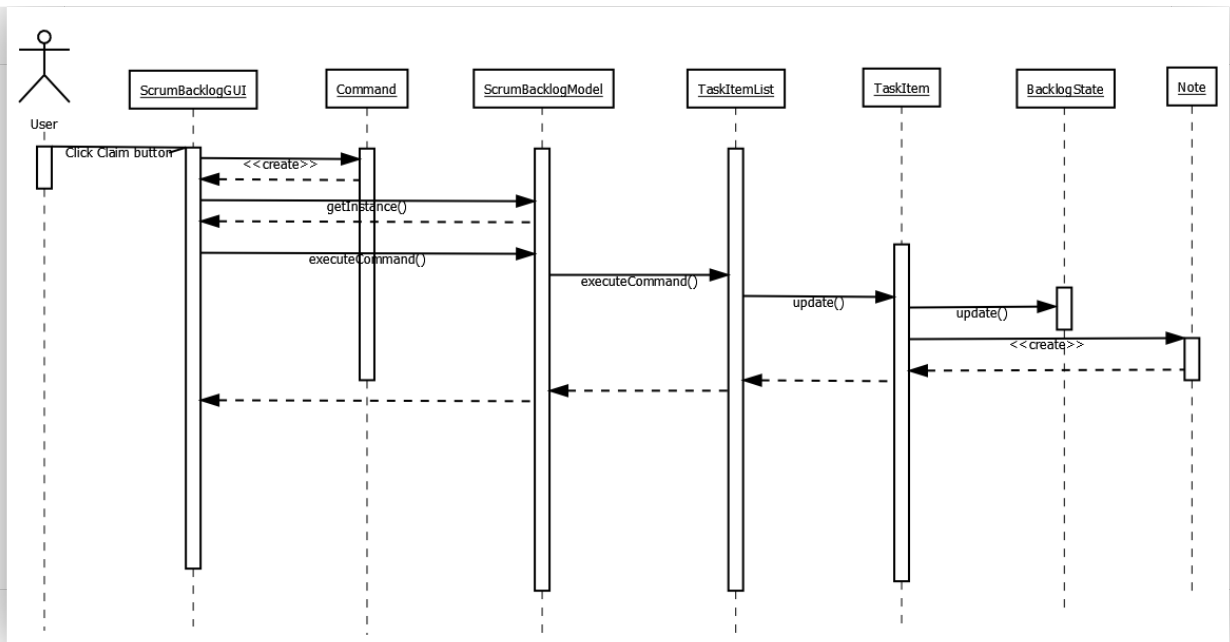 ScrumBacklogGUI
Command
ScrumBacklogModel
TaskItemList
TaskItem
BacklogState
Note
User
Click Claim button
<<create>>
getInstance()
executeCommand()
executeCommand()
update()
update()
<<create>>